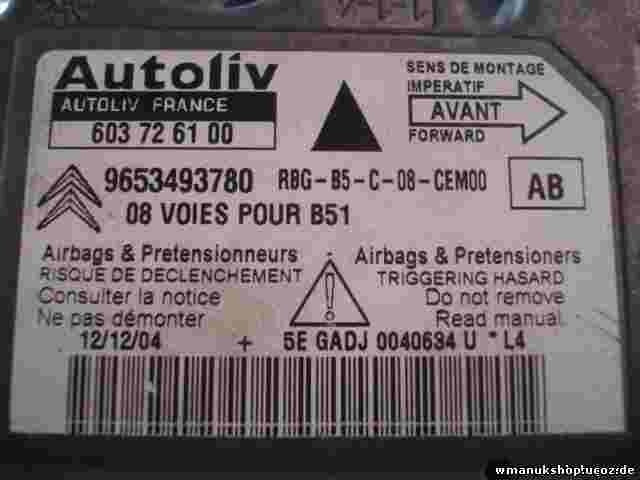 Autoliv
AUTOLIV FRANCE
603 72 61 00
SENS DE MONTAGE
IMPERATIF
AVANT
FORWARD
9653493780 RBG-B5-C-08-CEM00
AB
08 VOIES POUR B51
Airbags & Pretensionneurs
RISQUE DE DECLENCHEMENT
Consulter la notice
Ne pas démonter
Airbags & Pretensioners
TRIGGERING HASARD
Do not remove
Read manual
12/12/04 + 5E GADJ 0040634 U * L4
wmanukshop.ucoz.de